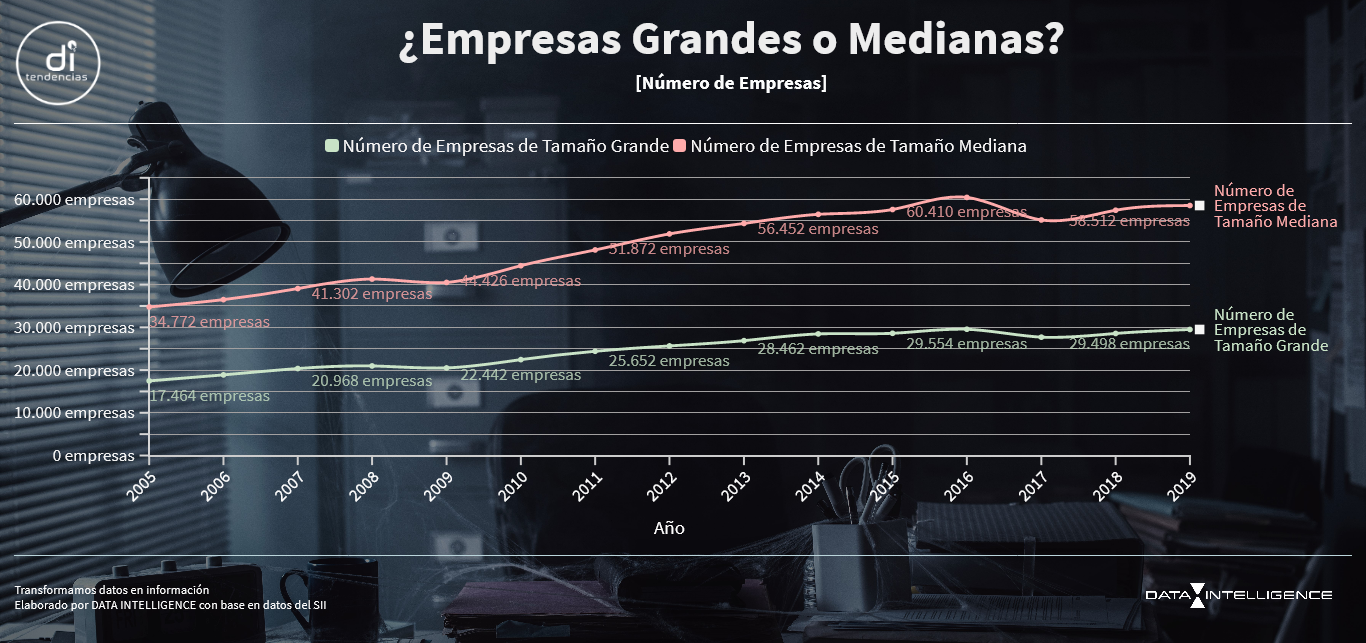 di
tendencias
¿Empresas Grandes o Medianas?
[Número de Empresas]
Número de Empresas de Tamaño Grande Número de Empresas de Tamaño Mediana
60.000 empresas
50.000 empresas
40.000 empresas
30.000 empresas
20.000 empresas
10.000 empresas
0 empresas
34.772 empresas
41.302 empresas
44.426 empresas
51.872 empresas
56.452 empresas
60.410 empresas
58.512 empresas
Número de
Empresas de
Tamaño Mediana
17.464 empresas
20.968 empresas
22.442 empresas
25.652 empresas
28.462 empresas
29.554 empresas
29.498 empresas
Número de
Empresas de
Tamaño Grande
2005 2006 2007 2008 2009 2010 2011 2012 2013 2014 2015 2016 2017 2018 2019
Año
Transformamos datos en información
Elaborado por DATA INTELLIGENCE con base en datos del SII
DATA INTELLIGENCE